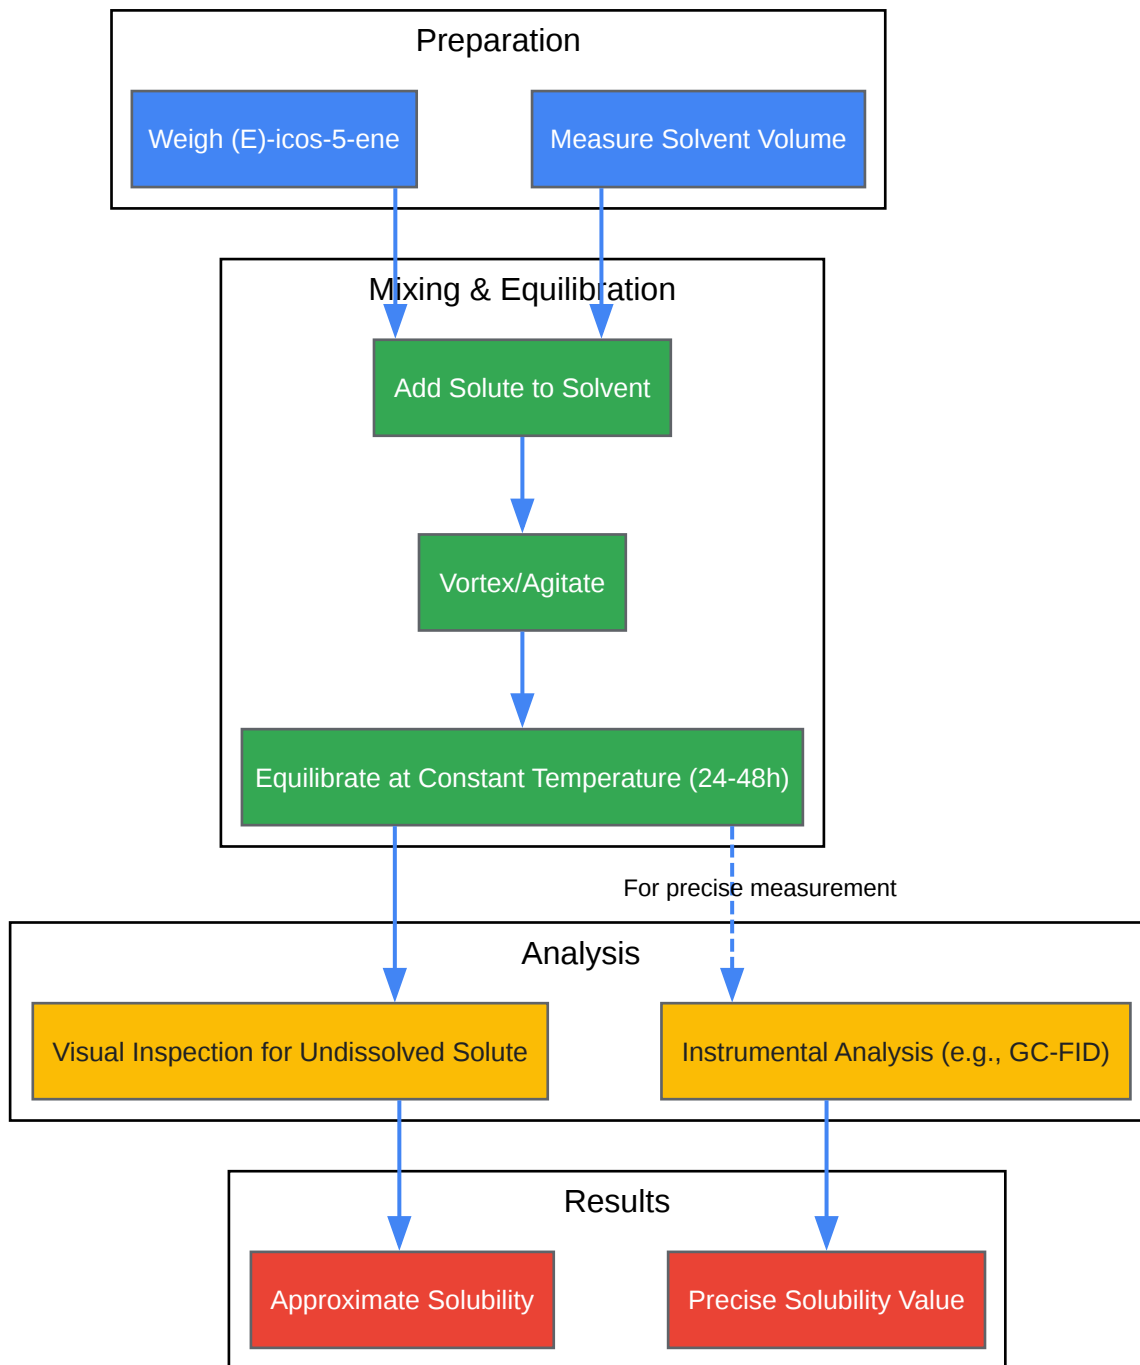 Preparation
Weigh (E)-icos-5-ene
Measure Solvent Volume
Mixing & Equilibration
Add Solute to Solvent
Vortex/Agitate
Equilibrate at Constant Temperature (24-48h)
For precise measurement
Analysis
Visual Inspection for Undissolved Solute
Instrumental Analysis (e.g., GC-FID)
Results
Approximate Solubility
Precise Solubility Value